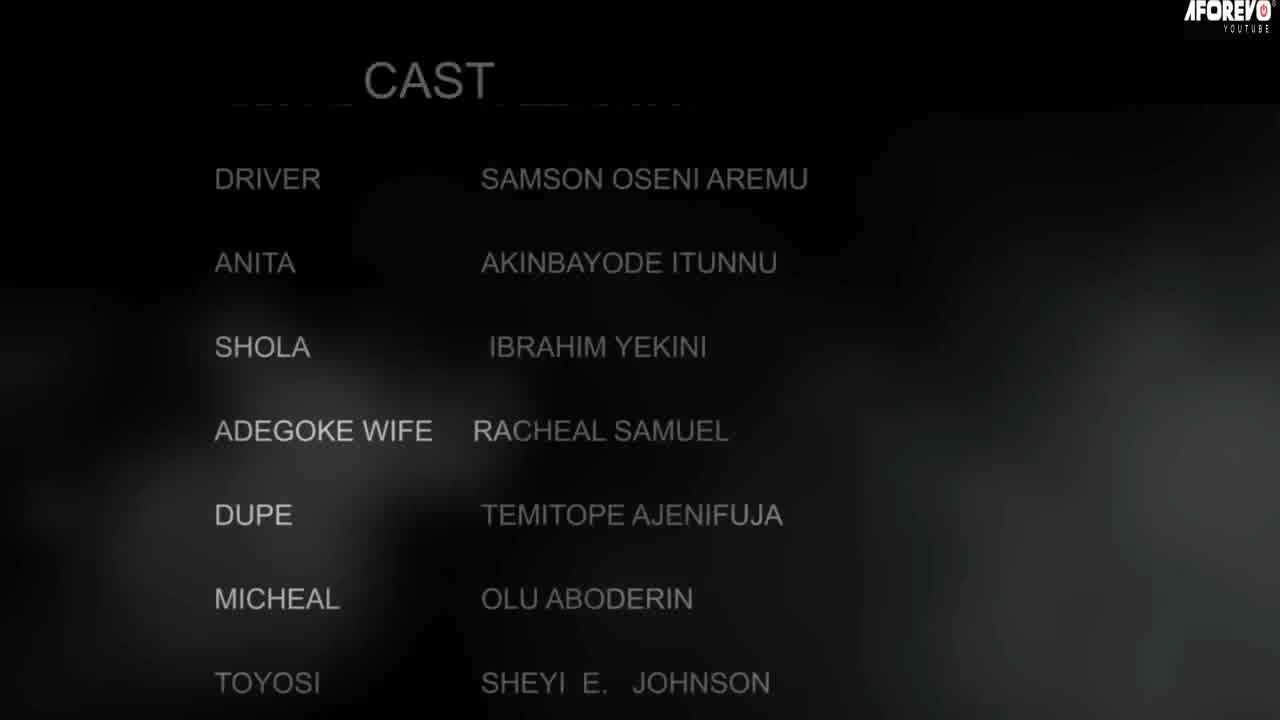 AFOREVO
YOUTUBE
CAST
DRIVER SAMSON OSENI AREMU
ANITA AKINBAYODE ITUNNU
SHOLA IBRAHIM YEKINI
ADEGOKE WIFE RACHEAL SAMUEL
DUPE TEMITOPE AJENIFUJA
MICHEAL OLU ABODERIN
TOYOSI SHEYI E. JOHNSON